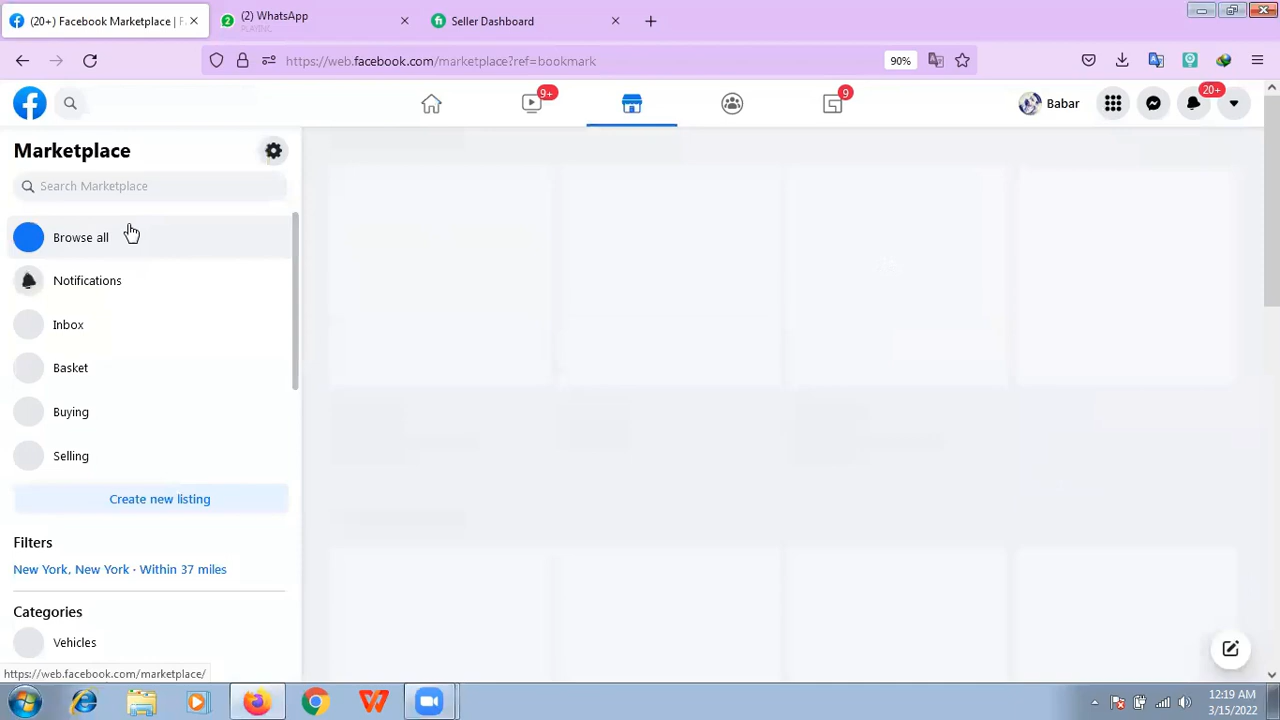 (20+) Facebook Marketplace | F
(2) WhatsApp
PLAYING
Seller Dashboard
https://web.facebook.com/marketplace?ref=bookmark
90%
9+
9
Babar
20+
Marketplace
Search Marketplace
Browse all
Notifications
Inbox
Basket
Buying
Selling
Create new listing
Filters
New York, New York · Within 37 miles
Categories
Vehicles
https://web.facebook.com/marketplace/
12:19 AM
3/15/2022